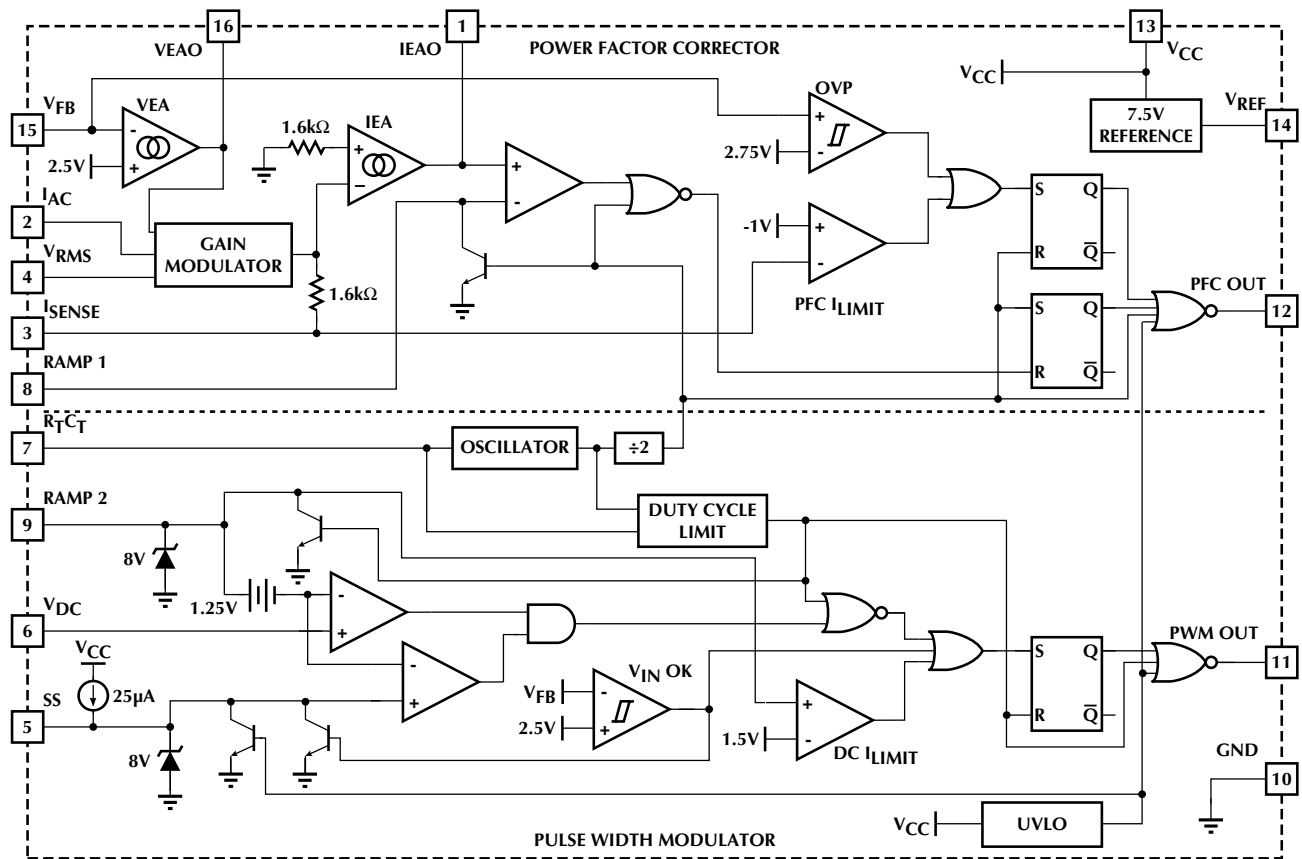 16
1
13
VEAO
IEAO
POWER FACTOR CORRECTOR
VCC
VCC
VFB
VEA
OVP
7.5V
REFERENCE
VREF
15
-
+
2.5V
1.6kΩ
IEA
+
−
+
-
2.75V
+
-
14
IAC
2
GAIN
MODULATOR
VRMS
4
1.6kΩ
-1V
+
-
PFC ILIMIT
S
Q
R
Q
ISENSE
3
S
Q
R
Q
PFC OUT
12
RAMP 1
8
RTCT
7
OSCILLATOR
÷2
RAMP 2
9
DUTY CYCLE
LIMIT
8V
1.25V
-
+
VDC
6
-
+
VCC
25µA
SS
5
8V
VIN OK
VFB
-
2.5V
+
+
1.5V
-
DC ILIMIT
S
Q
R
Q
PWM OUT
11
GND
10
VCC
UVLO
PULSE WIDTH MODULATOR